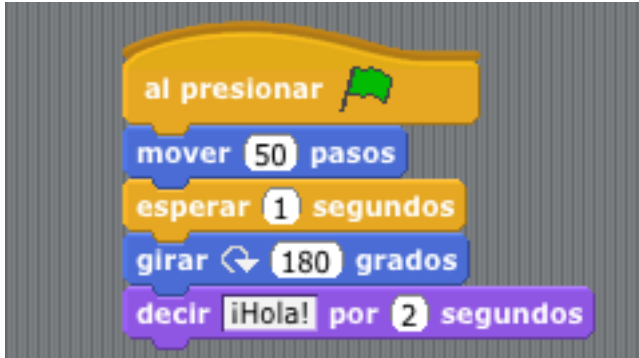 al presionar
mover 50 pasos
esperar 1 segundos
girar 180 grados
decir ¡Hola! por 2 segundos